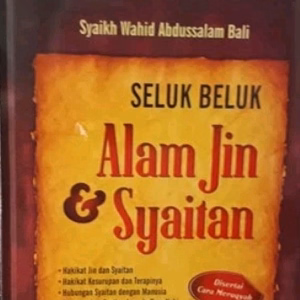 Syaikh Wahid Abdussalam Bali
SELUK BELUK
Alam Jin
& Syaitan
• Hakikat Jin dan Syaitan
• Hakikat Kesurupan dan Terapinya
• Hubungan Syaitan dengan Manusia
Disertai
Cara Meruqyah